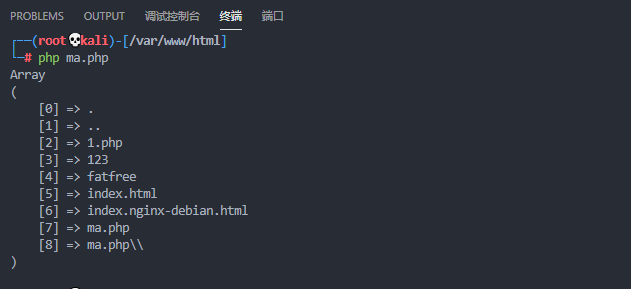 PROBLEMS OUTPUT 调试控制台 终端 端口
┌──(root💀kali)-[/var/www/html]
└─# php ma.php
Array
(
    [0] => .
    [1] => ..
    [2] => 1.php
    [3] => 123
    [4] => fatfree
    [5] => index.html
    [6] => index.nginx-debian.html
    [7] => ma.php
    [8] => ma.php\\
)